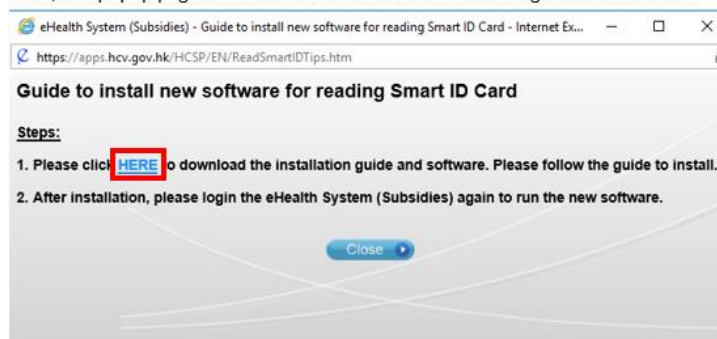 eHealth System (Subsidies) - Guide to install new software for reading Smart ID Card - Internet Ex...
https://apps.hcv.gov.hk/HCSP/EN/ReadSmartIDTips.htm
Guide to install new software for reading Smart ID Card
Steps:
1. Please click HERE to download the installation guide and software. Please follow the guide to install.
2. After installation, please login the eHealth System (Subsidies) again to run the new software.
Close